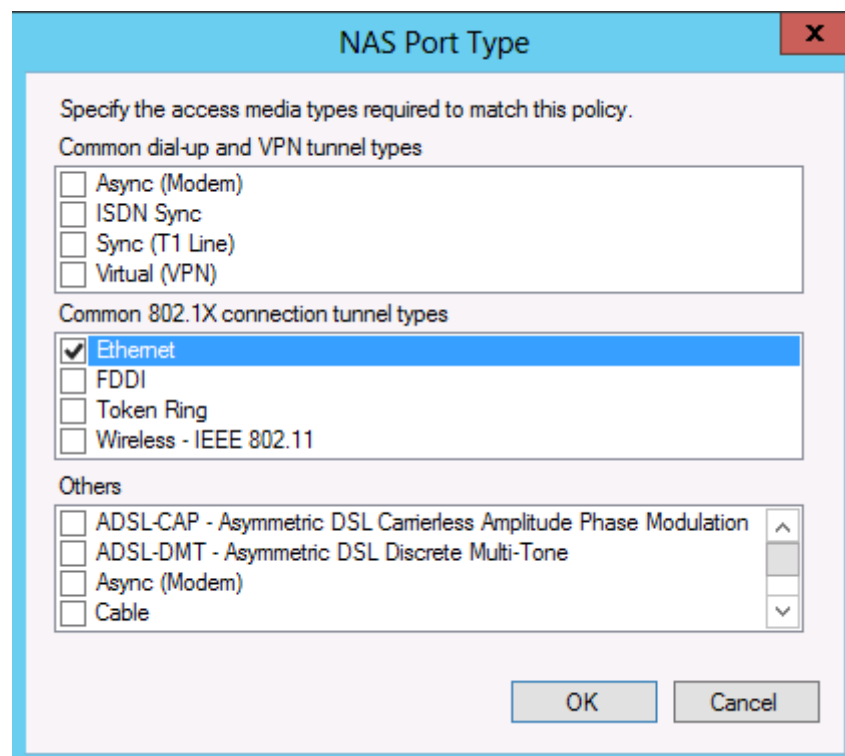 NAS Port Type
x
Specify the access media types required to match this policy.
Common dial-up and VPN tunnel types
Async (Modem)
ISDN Sync
Sync (T1 Line)
Virtual (VPN)
Common 802.1X connection tunnel types
Ethernet
FDDI
Token Ring
Wireless - IEEE 802.11
Others
ADSL-CAP - Asymmetric DSL Carrierless Amplitude Phase Modulation
ADSL-DMT - Asymmetric DSL Discrete Multi-Tone
Async (Modem)
Cable
OK Cancel